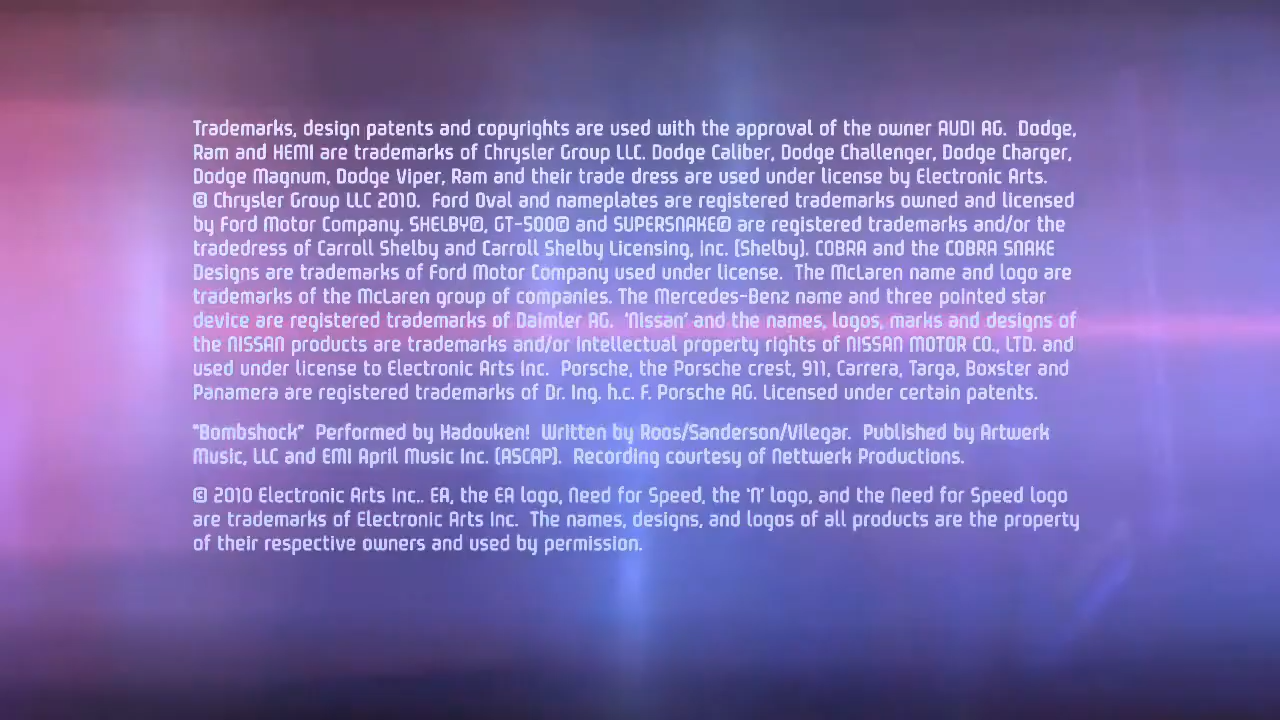 Trademarks, design patents and copyrights are used with the approval of the owner AUDI AG.  Dodge,
Ram and HEMI are trademarks of Chrysler Group LLC. Dodge Caliber, Dodge Challenger, Dodge Charger,
Dodge Magnum, Dodge Viper, Ram and their trade dress are used under license by Electronic Arts.
© Chrysler Group LLC 2010.  Ford Oval and nameplates are registered trademarks owned and licensed
by Ford Motor Company. SHELBY®, GT-500® and SUPERSNAKE® are registered trademarks and/or the
tradedress of Carroll Shelby and Carroll Shelby Licensing, Inc. (Shelby). COBRA and the COBRA SNAKE
Designs are trademarks of Ford Motor Company used under license.  The McLaren name and logo are
trademarks of the McLaren group of companies. The Mercedes-Benz name and three pointed star
device are registered trademarks of Daimler AG.  'Nissan' and the names, logos, marks and designs of
the NISSAN products are trademarks and/or intellectual property rights of NISSAN MOTOR CO., LTD. and
used under license to Electronic Arts Inc.  Porsche, the Porsche crest, 911, Carrera, Targa, Boxster and
Panamera are registered trademarks of Dr. Ing. h.c. F. Porsche AG. Licensed under certain patents.
"Bombshock"  Performed by Hadouken!  Written by Roos/Sanderson/Vilegar.  Published by Artwerk
Music, LLC and EMI April Music Inc. (ASCAP).  Recording courtesy of Nettwerk Productions.
© 2010 Electronic Arts Inc.. EA, the EA logo, Need for Speed, the 'N' logo, and the Need for Speed logo
are trademarks of Electronic Arts Inc.  The names, designs, and logos of all products are the property
of their respective owners and used by permission.